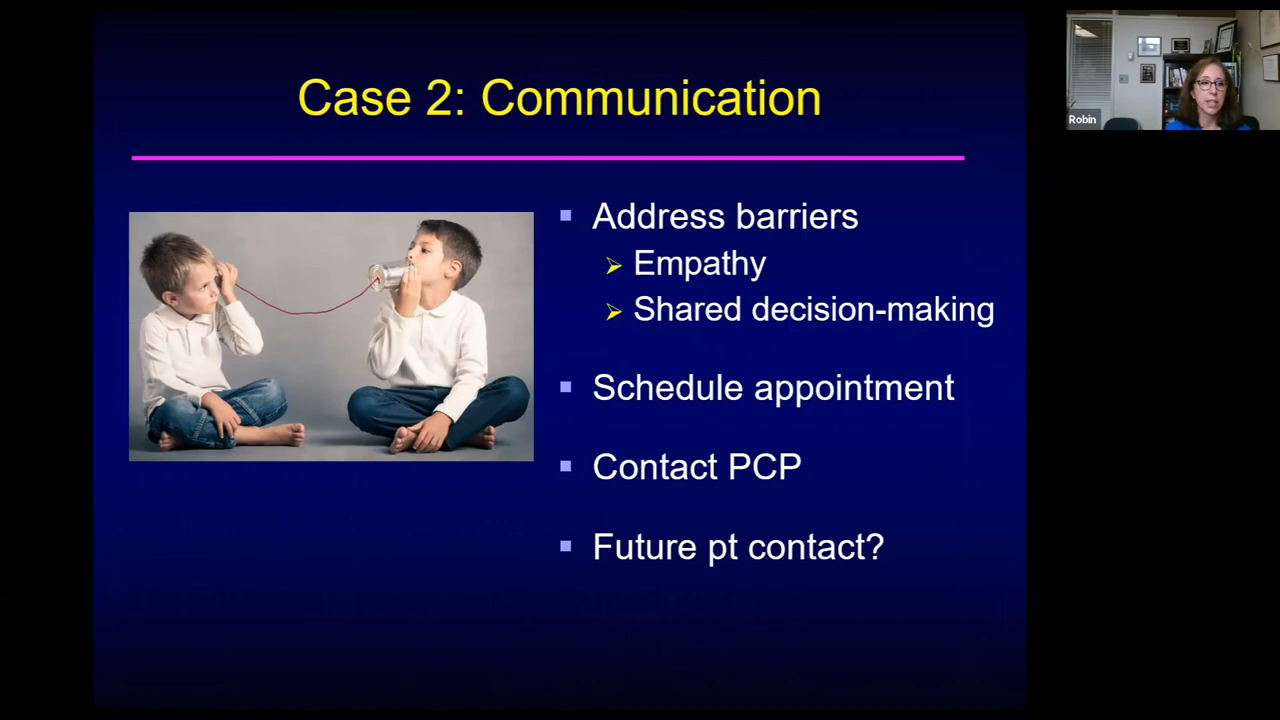 Case 2: Communication
Robin
Address barriers
Empathy
Shared decision-making
Schedule appointment
Contact PCP
Future pt contact?